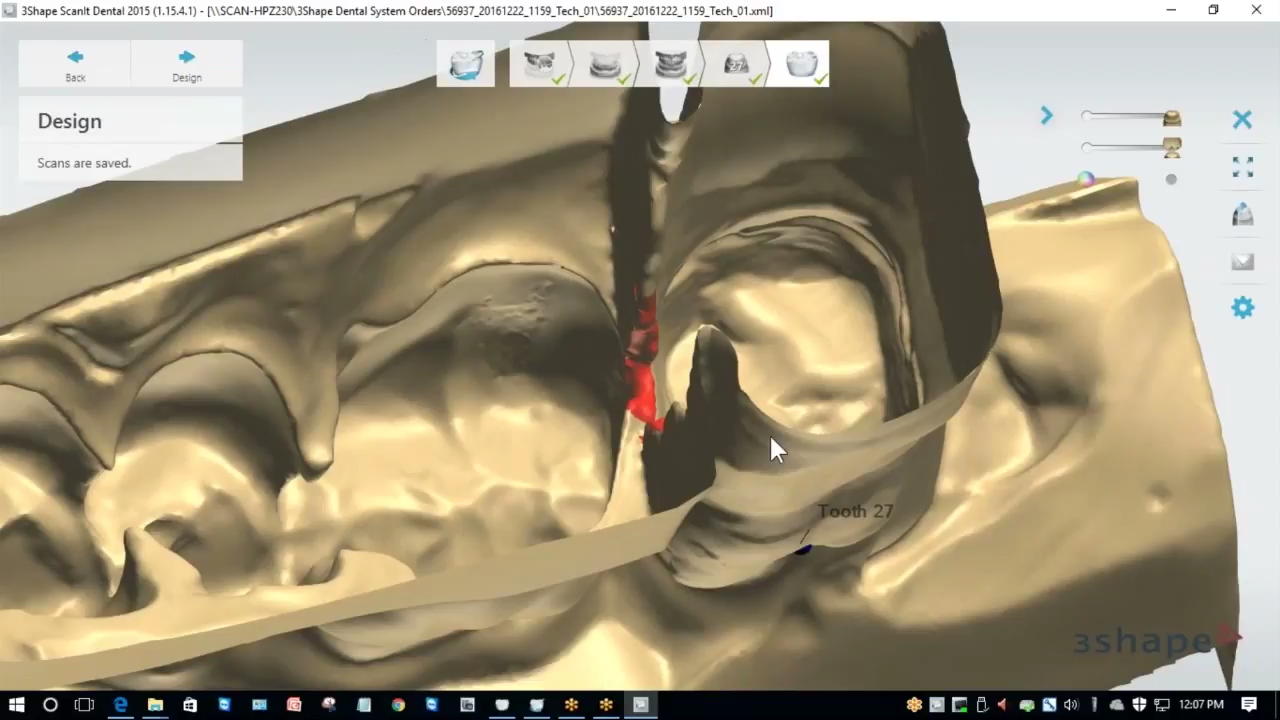 3Shape ScanIt Dental 2015 (1.15.4.1) - [\\SCAN-HPZ230\3Shape Dental System Orders\56937_20161222_1159_Tech_01\56937_20161222_1159_Tech_01.xml]
Back
Design
27
Design
Scans are saved.
Tooth 27
3shape
12:07 PM